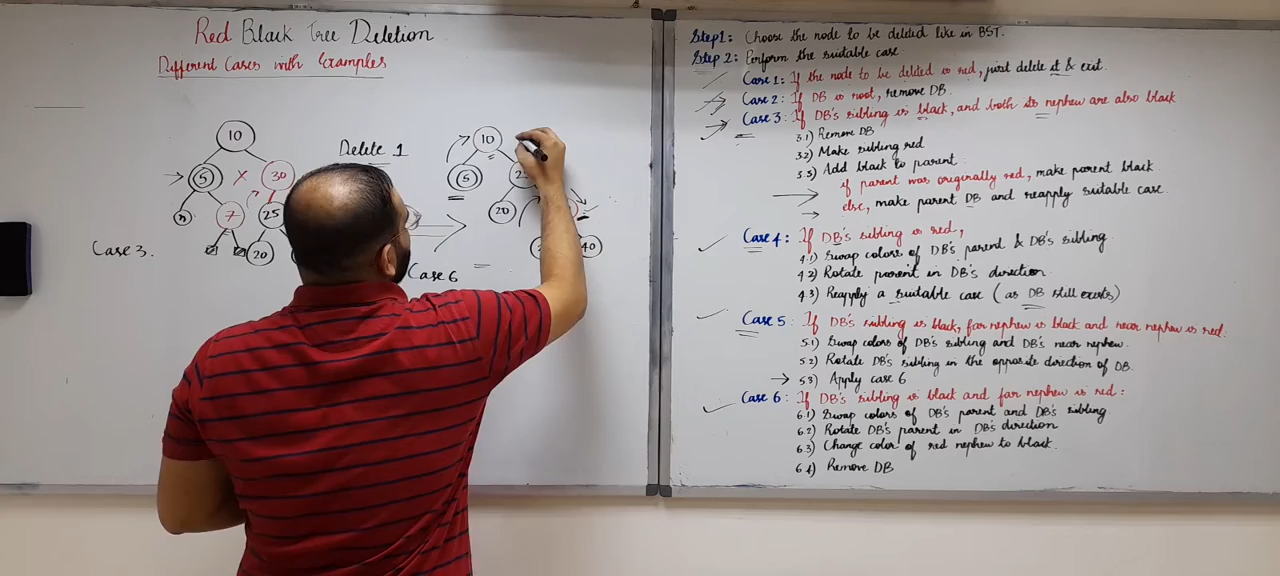 Red Black Tree Deletion
Different Cases with Examples
10
5
X
30
n
7
25
20
Case 3.
Delete 1
Case 6
10
5
20
40
Step1: Choose the node to be deleted like in BST.
Step 2: Perform the suitable case.
Case 1: If the node to be deleted is red, just delete it & exit.
Case 2: If DB is root, remove DB.
Case 3: If DB's sibling is black, and both its nephew are also black
3.1) Remove DB
3.2) Make sibling red
3.3) Add black to parent.
if parent was originally red, make parent black
else, make parent DB and reapply suitable case.
Case 4: If DB's sibling is red,
4.1) Swap colors of DB's parent & DB's sibling.
4.2) Rotate parent in DB's direction.
4.3) Reapply a suitable case (as DB still exists)
Case 5: If DB's sibling is black, far nephew is black and near nephew is red:
5.1) Swap colors of DB's sibling and DB's near nephew.
5.2) Rotate DB's sibling in the opposite direction of DB.
5.3) Apply case 6
Case 6: If DB's sibling is black and far nephew is red:
6.1) Swap colors of DB's parent and DB's sibling
6.2) Rotate DB's parent in DB's direction
6.3) Change color of red nephew to black.
6.4) Remove DB